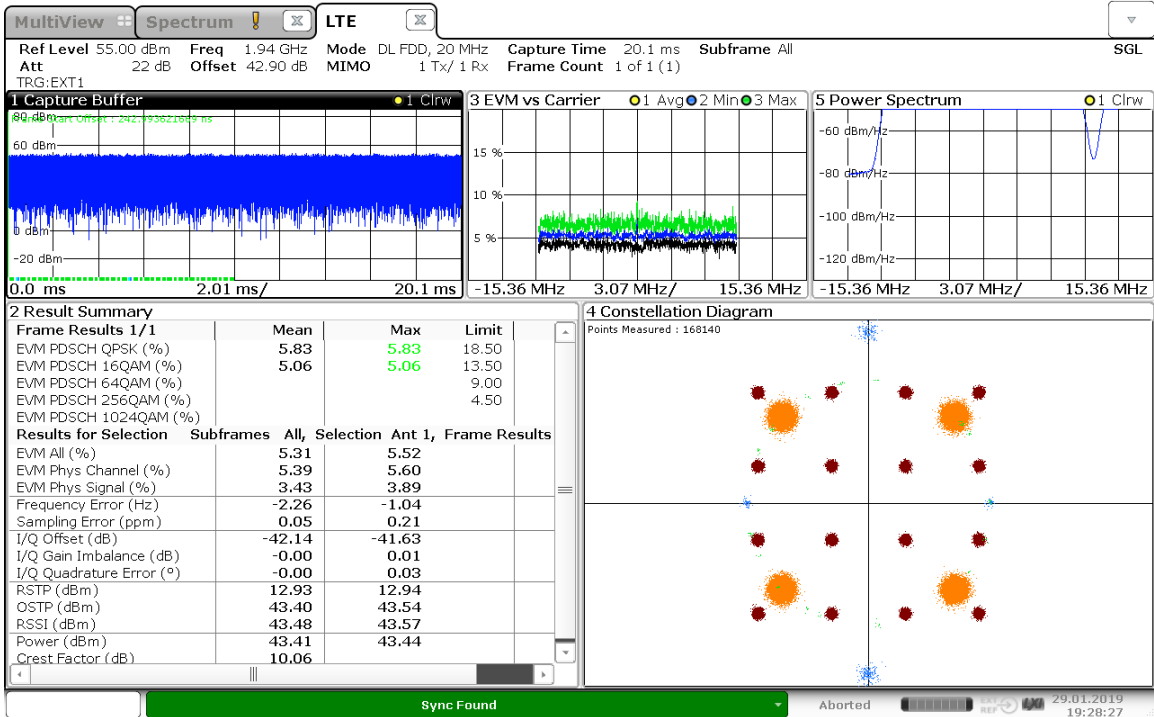 MultiView Spectrum LTE
Ref Level 55.00 dBm Freq 1.94 GHz Mode DL FDD, 20 MHz Capture Time 20.1 ms Subframe All SGL
Att 22 dB Offset 42.90 dB MIMO 1 Tx/ 1 Rx Frame Count 1 of 1 (1)
TRG:EXT1
1 Capture Buffer 1 Clrw
Frame Start Offset : 242.993621669 ns
80 dBm
60 dBm
0 dBm
-20 dBm
0.0 ms 2.01 ms/ 20.1 ms
3 EVM vs Carrier 1 Avg 2 Min 3 Max
15 %
10 %
5 %
-15.36 MHz 3.07 MHz/ 15.36 MHz
5 Power Spectrum 1 Clrw
-60 dBm/Hz
-80 dBm/Hz
-100 dBm/Hz
-120 dBm/Hz
-15.36 MHz 3.07 MHz/ 15.36 MHz
2 Result Summary
Frame Results 1/1 Mean Max Limit
EVM PDSCH QPSK (%) 5.83 5.83 18.50
EVM PDSCH 16QAM (%) 5.06 5.06 13.50
EVM PDSCH 64QAM (%) 9.00
EVM PDSCH 256QAM (%) 4.50
EVM PDSCH 1024QAM (%)
Results for Selection Subframes All, Selection Ant 1, Frame Results
EVM All (%) 5.31 5.52
EVM Phys Channel (%) 5.39 5.60
EVM Phys Signal (%) 3.43 3.89
Frequency Error (Hz) -2.26 -1.04
Sampling Error (ppm) 0.05 0.21
I/Q Offset (dB) -42.14 -41.63
I/Q Gain Imbalance (dB) -0.00 0.01
I/Q Quadrature Error (°) -0.00 0.03
RSTP (dBm) 12.93 12.94
OSTP (dBm) 43.40 43.54
RSSI (dBm) 43.48 43.57
Power (dBm) 43.41 43.44
Crest Factor (dB) 10.06
4 Constellation Diagram
Points Measured : 168140
Sync Found
Aborted
EXT
REF
LXI
29.01.2019
19:28:27